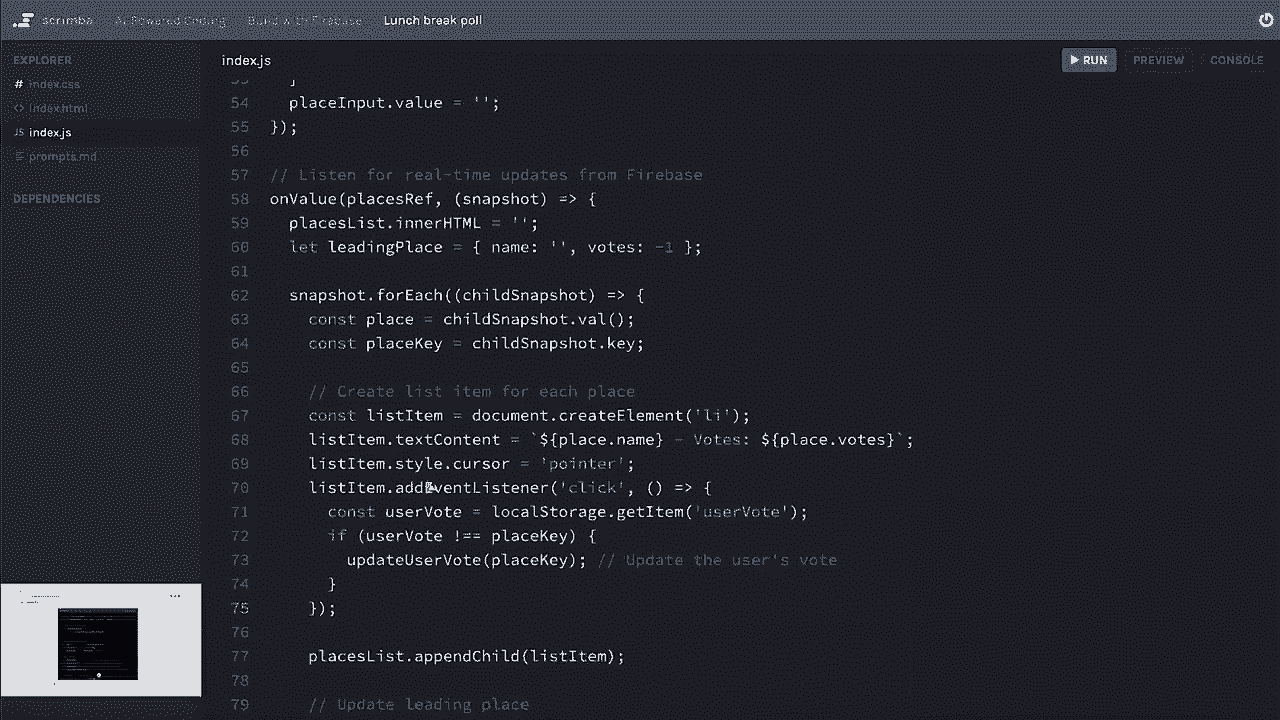 scrimba AI Powered Coding Build with Firebase Lunch break poll
EXPLORER
# index.css
<> index.html
JS index.js
prompts.md
DEPENDENCIES
index.js
RUN PREVIEW CONSOLE
53 }
54 placeInput.value = '';
55 });
56
57 // Listen for real-time updates from Firebase
58 onValue(placesRef, (snapshot) => {
59 placesList.innerHTML = '';
60 let leadingPlace = { name: '', votes: -1 };
61
62 snapshot.forEach((childSnapshot) => {
63 const place = childSnapshot.val();
64 const placeKey = childSnapshot.key;
65
66 // Create list item for each place
67 const listItem = document.createElement('li');
68 listItem.textContent = `${place.name} - Votes: ${place.votes}`;
69 listItem.style.cursor = 'pointer';
70 listItem.addEventListener('click', () => {
71 const userVote = localStorage.getItem('userVote');
72 if (userVote !== placeKey) {
73 updateUserVote(placeKey); // Update the user's vote
74 }
75 });
76
77 placesList.appendChild(listItem);
78
79 // Update leading place